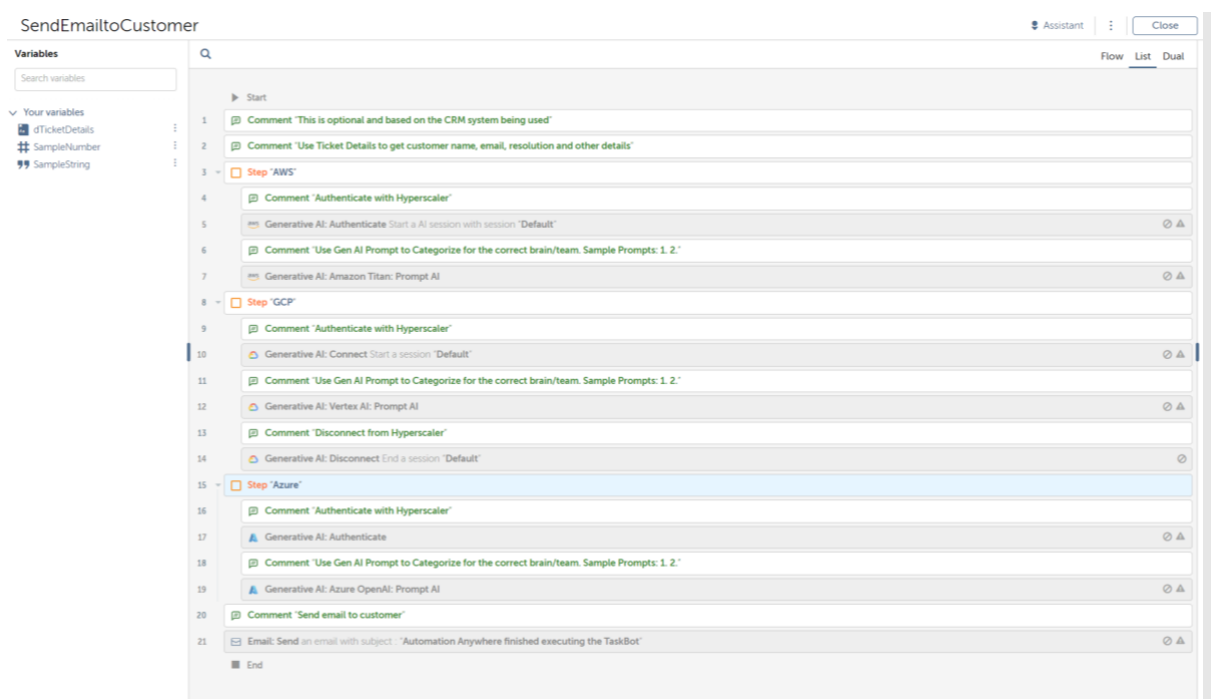 SendEmailtoCustomer
Assistant
Close
Variables
Flow List Dual
Search variables
Your variables
dTicketDetails
SampleNumber
SampleString
Start
1 Comment "This is optional and based on the CRM system being used"
2 Comment "Use Ticket Details to get customer name, email, resolution and other details"
3 Step "AWS"
4 Comment "Authenticate with Hyperscaler"
5 aws Generative AI: Authenticate Start a AI session with session "Default"
6 Comment "Use Gen AI Prompt to Categorize for the correct brain/team. Sample Prompts: 1. 2."
7 aws Generative AI: Amazon Titan: Prompt AI
8 Step "GCP"
9 Comment "Authenticate with Hyperscaler"
10 Generative AI: Connect Start a session "Default"
11 Comment "Use Gen AI Prompt to Categorize for the correct brain/team. Sample Prompts: 1. 2."
12 Generative AI: Vertex AI: Prompt AI
13 Comment "Disconnect from Hyperscaler"
14 Generative AI: Disconnect End a session "Default"
15 Step "Azure"
16 Comment "Authenticate with Hyperscaler"
17 Generative AI: Authenticate
18 Comment "Use Gen AI Prompt to Categorize for the correct brain/team. Sample Prompts: 1. 2."
19 Generative AI: Azure OpenAI: Prompt AI
20 Comment "Send email to customer"
21 Email: Send an email with subject : "Automation Anywhere finished executing the TaskBot"
End